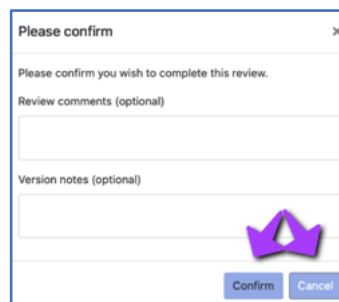 Please confirm
Please confirm you wish to complete this review.
Review comments (optional)
Version notes (optional)
Confirm Cancel